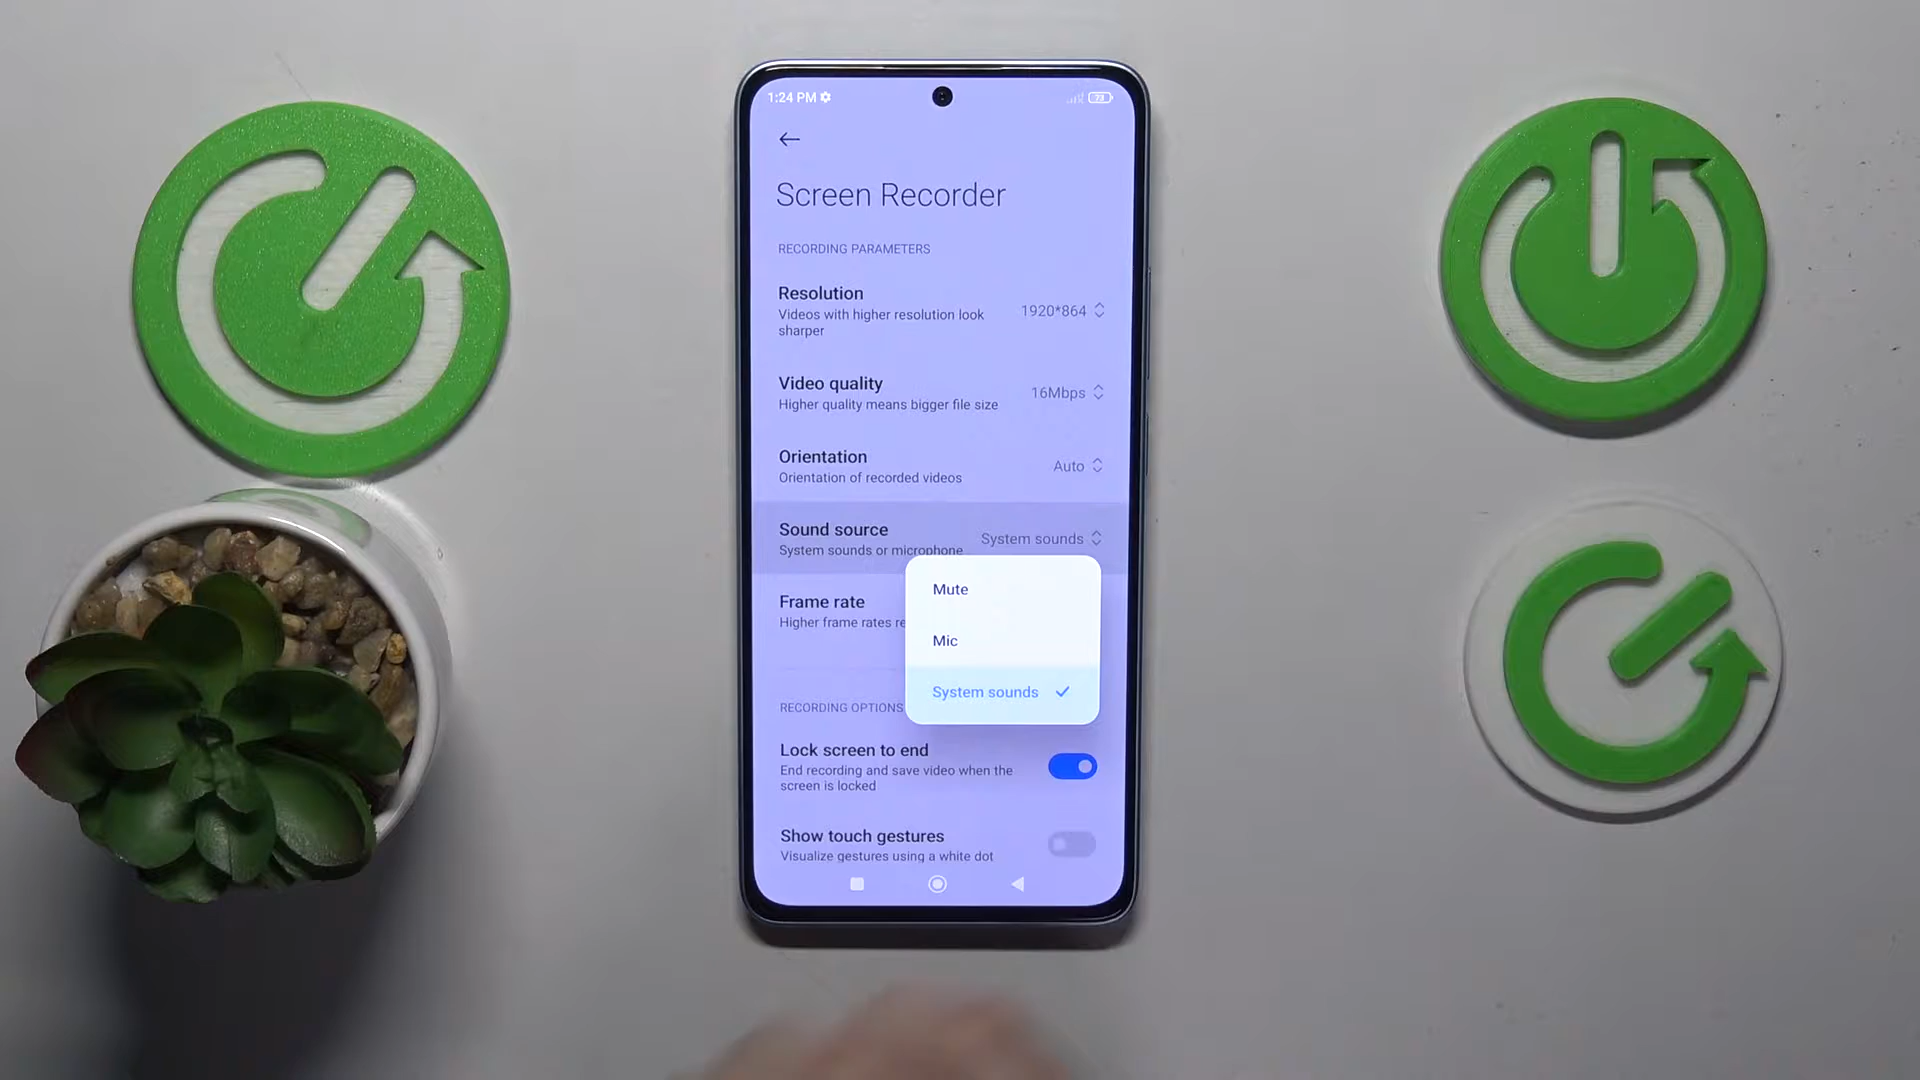 1:24 PM
73
Screen Recorder
RECORDING PARAMETERS
Resolution
Videos with higher resolution look
sharper
1920*864
Video quality
Higher quality means bigger file size
16Mbps
Orientation
Orientation of recorded videos
Auto
Sound source
System sounds or microphone
System sounds
Mute
Mic
System sounds
Frame rate
Higher frame rates re
RECORDING OPTIONS
Lock screen to end
End recording and save video when the
screen is locked
Show touch gestures
Visualize gestures using a white dot